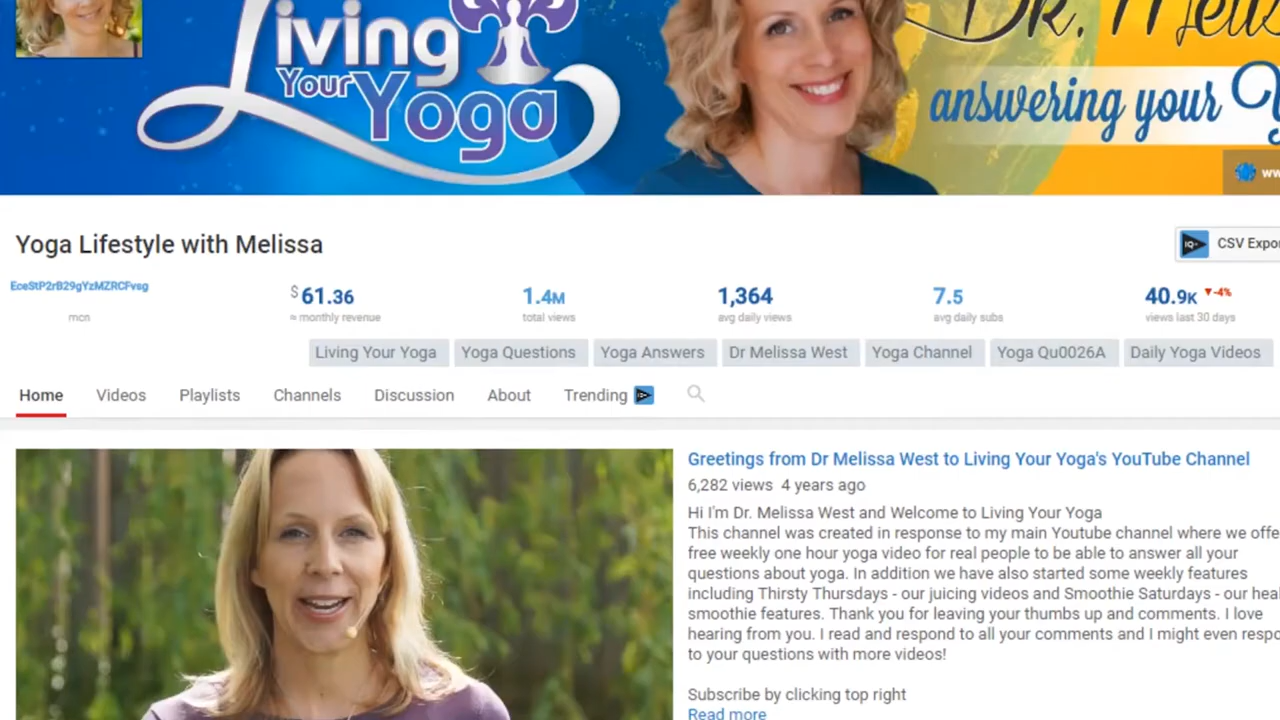 Living
Your Yoga
Dr.
answering your
Yoga Lifestyle with Melissa
CSV
EceStP2rB29gYzMZRCFvsg
mcn
$ 61.36
≈ monthly revenue
1.4M
total views
1,364
avg daily views
7.5
avg daily subs
40.9K ▼-4%
views last 30 days
Living Your Yoga
Yoga Questions
Yoga Answers
Dr Melissa West
Yoga Channel
Yoga Qu0026A
Daily Yoga Videos
Home
Videos
Playlists
Channels
Discussion
About
Trending
Greetings from Dr Melissa West to Living Your Yoga's YouTube Channel
6,282 views 4 years ago
Hi I'm Dr. Melissa West and Welcome to Living Your Yoga
This channel was created in response to my main Youtube channel where we offe
free weekly one hour yoga video for real people to be able to answer all your
questions about yoga. In addition we have also started some weekly features
including Thirsty Thursdays - our juicing videos and Smoothie Saturdays - our heal
smoothie features. Thank you for leaving your thumbs up and comments. I love
hearing from you. I read and respond to all your comments and I might even respo
to your questions with more videos!
Subscribe by clicking top right
Read more